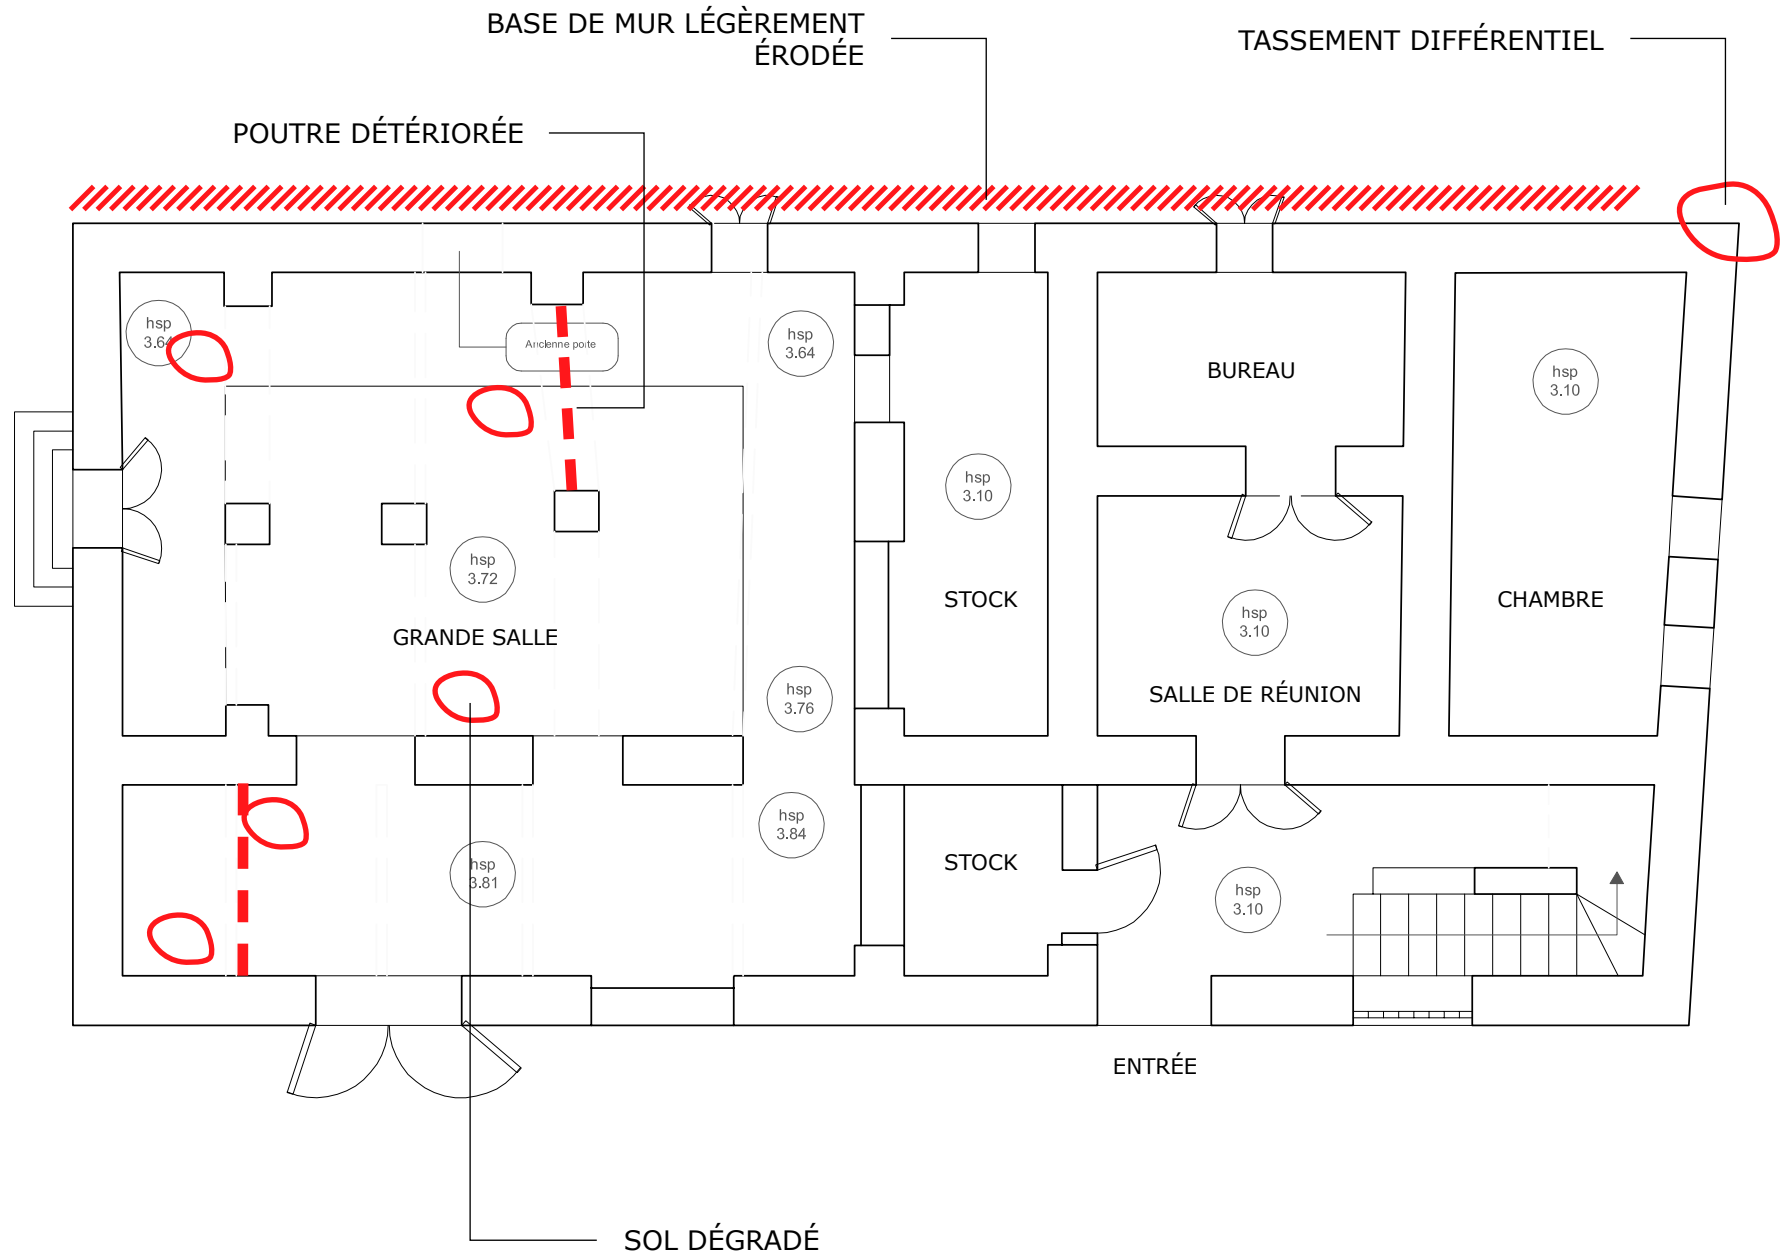 BASE DE MUR LÉGÈREMENT
ÉRODÉE
TASSEMENT DIFFÉRENTIEL
POUTRE DÉTÉRIORÉE
hsp
3.64
Ancienne porte
hsp
3.64
BUREAU
hsp
3.10
hsp
3.10
hsp
3.72
STOCK
CHAMBRE
hsp
3.10
GRANDE SALLE
SALLE DE RÉUNION
hsp
3.76
hsp
3.84
STOCK
hsp
3.81
hsp
3.10
ENTRÉE
SOL DÉGRADÉ